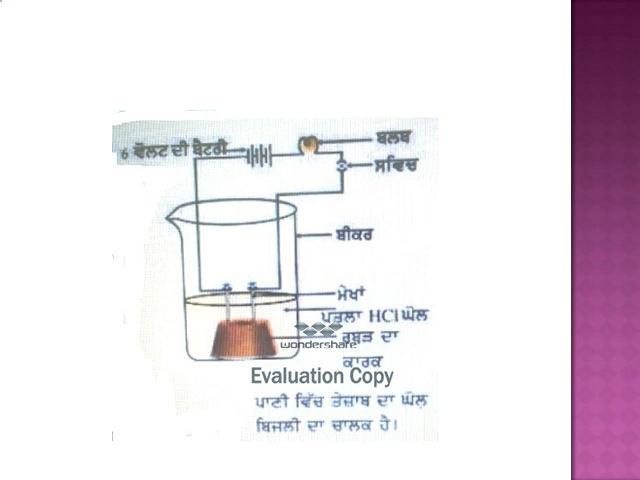 6 ਵੋਲਟ ਦੀ ਬੈਟਰੀ
ਬਲਬ
ਸਵਿਚ
ਬੀਕਰ
ਮੇਖਾਂ
ਪਤਲਾ HCl ਘੋਲ
wondershare
ਰਬੜ ਦਾ
ਕਾਰਕ
Evaluation Copy
ਪਾਣੀ ਵਿੱਚ ਤੇਜ਼ਾਬ ਦਾ ਘੋਲ
ਬਿਜਲੀ ਦਾ ਚਾਲਕ ਹੈ।